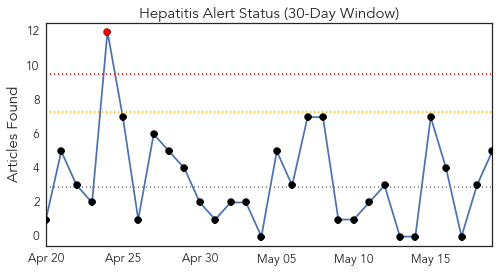 Hepatitis Alert Status (30-Day Window)
Articles Found
12
10
8
6
4
2
0
Apr 20
Apr 25
Apr 30
May 05
May 10
May 15